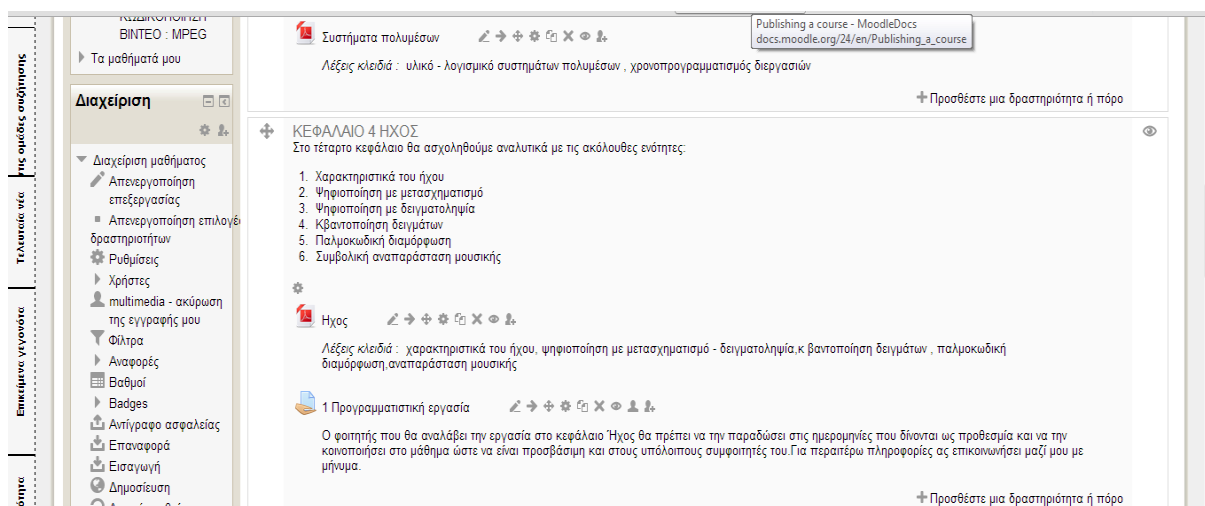 ΒΙΝΤΕΟ : MPEG
Τα μαθήματά μου
Διαχείριση
Διαχείριση μαθήματος
Απενεργοποίηση
επεξεργασίας
Απενεργοποίηση επιλογές
δραστηριοτήτων
Ρυθμίσεις
Χρήστες
multimedia - ακύρωση
της εγγραφής μου
Φίλτρα
Αναφορές
Βαθμοί
Badges
Αντίγραφο ασφαλείας
Επαναφορά
Εισαγωγή
Δημοσίευση
τις ομάδες συζήτησης
Τελευταία νέα
Επικείμενα γεγονότα
Publishing a course - MoodleDocs
docs.moodle.org/24/en/Publishing_a_course
Συστήματα πολυμέσων
Λέξεις κλειδιά : υλικό - λογισμικό συστημάτων πολυμέσων , χρονοπρογραμματισμός διεργασιών
Προσθέστε μια δραστηριότητα ή πόρο
ΚΕΦΑΛΑΙΟ 4 ΗΧΟΣ
Στο τέταρτο κεφάλαιο θα ασχοληθούμε αναλυτικά με τις ακόλουθες ενότητες:
1. Χαρακτηριστικά του ήχου
2. Ψηφιοποίηση με μετασχηματισμό
3. Ψηφιοποίηση με δειγματοληψία
4. Κβαντοποίηση δειγμάτων
5. Παλμοκωδική διαμόρφωση
6. Συμβολική αναπαράσταση μουσικής
Ηχος
Λέξεις κλειδιά : χαρακτηριστικά του ήχου, ψηφιοποίηση με μετασχηματισμό - δειγματοληψία,κ βαντοποίηση δειγμάτων , παλμοκωδική
διαμόρφωση,αναπαράσταση μουσικής
1 Προγραμματιστική εργασία
Ο φοιτητής που θα αναλάβει την εργασία στο κεφάλαιο Ήχος θα πρέπει να την παραδώσει στις ημερομηνίες που δίνονται ως προθεσμία και να την
κοινοποιήσει στο μάθημα ώστε να είναι προσβάσιμη και στους υπόλοιπους συμφοιτητές του.Για περαιτέρω πληροφορίες ας επικοινωνήσει μαζί μου με
μήνυμα.
Προσθέστε μια δραστηριότητα ή πόρο